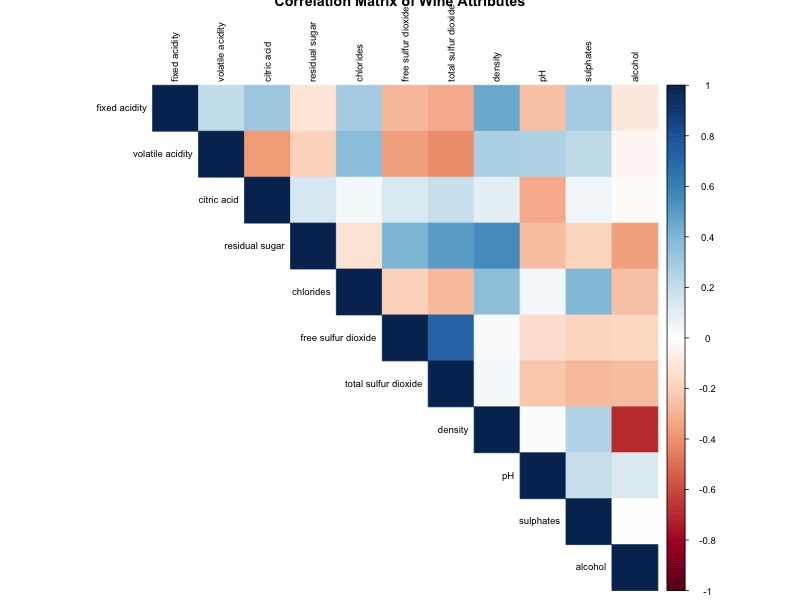 Correlation Matrix of Wine Attributes
fixed acidity
volatile acidity
citric acid
residual sugar
chlorides
free sulfur dioxide
total sulfur dioxide
density
pH
sulphates
alcohol
fixed acidity
volatile acidity
citric acid
residual sugar
chlorides
free sulfur dioxide
total sulfur dioxide
density
pH
sulphates
alcohol
1
0.8
0.6
0.4
0.2
0
-0.2
-0.4
-0.6
-0.8
-1